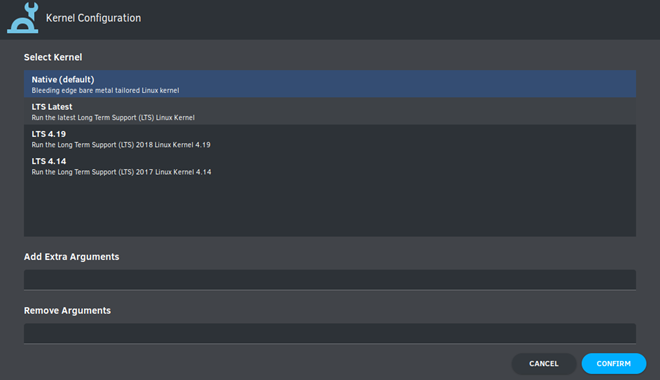 Kernel Configuration
Select Kernel
Native (default)
Bleeding edge bare metal tailored Linux kernel
LTS Latest
Run the latest Long Term Support (LTS) Linux Kernel
LTS 4.19
Run the Long Term Support (LTS) 2018 Linux Kernel 4.19
LTS 4.14
Run the Long Term Support (LTS) 2017 Linux Kernel 4.14
Add Extra Arguments
Remove Arguments
CANCEL CONFIRM